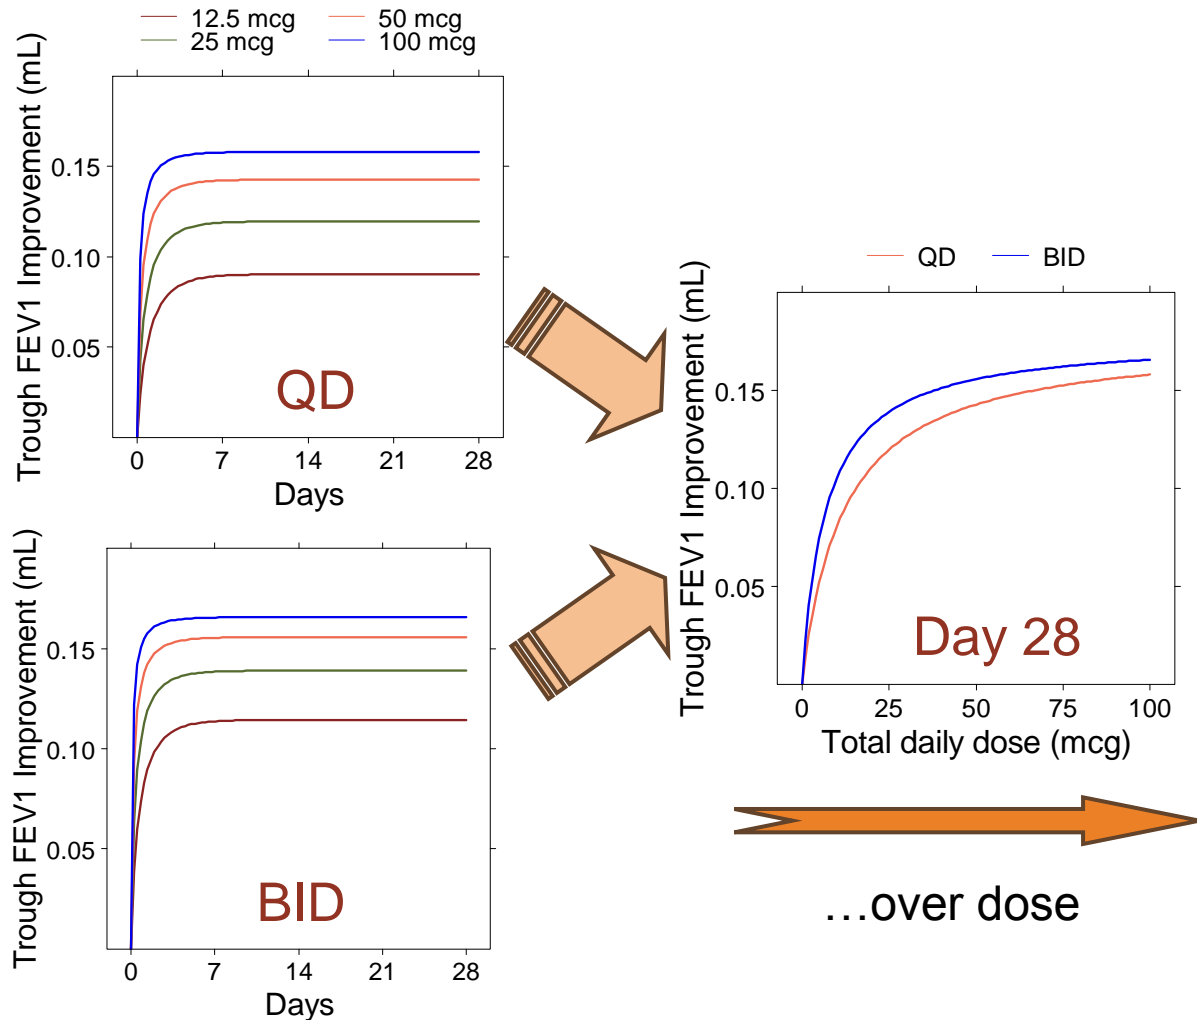 12.5 mcg 50 mcg
25 mcg 100 mcg
Trough FEV1 Improvement (mL)
0.15
0.10
0.05
QD
0 7 14 21 28
Days
Trough FEV1 Improvement (mL)
0.15
0.10
0.05
BID
0 7 14 21 28
Days
QD BID
Trough FEV1 Improvement (mL)
0.15
0.10
0.05
Day 28
0 25 50 75 100
Total daily dose (mcg)
…over dose